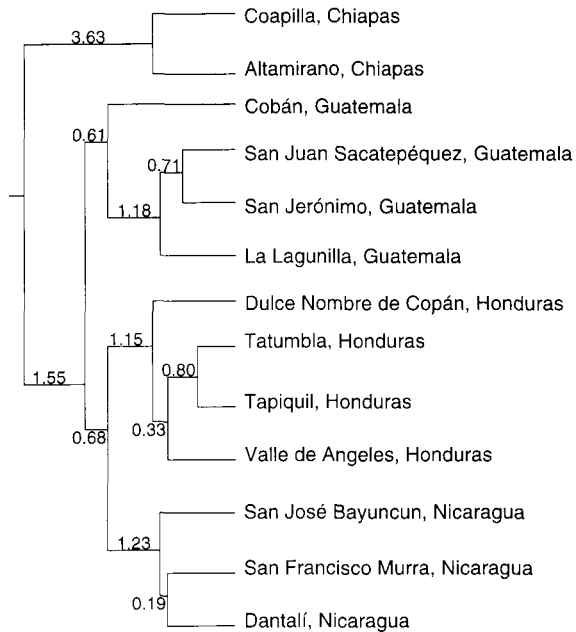 Coapilla, Chiapas
3.63
Altamirano, Chiapas
Cobán, Guatemala
0.61
San Juan Sacatepéquez, Guatemala
0.71
San Jerónimo, Guatemala
1.18
La Lagunilla, Guatemala
Dulce Nombre de Copán, Honduras
1.15
Tatumbla, Honduras
0.80
1.55
Tapiquil, Honduras
0.33
0.68
Valle de Angeles, Honduras
San José Bayuncun, Nicaragua
1.23
San Francisco Murra, Nicaragua
0.19
Dantalí, Nicaragua